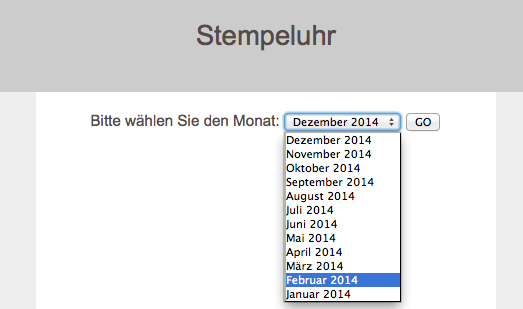 Stempeluhr
Bitte wählen Sie den Monat: Dezember 2014 GO
Dezember 2014
November 2014
Oktober 2014
September 2014
August 2014
Juli 2014
Juni 2014
Mai 2014
April 2014
März 2014
Februar 2014
Januar 2014